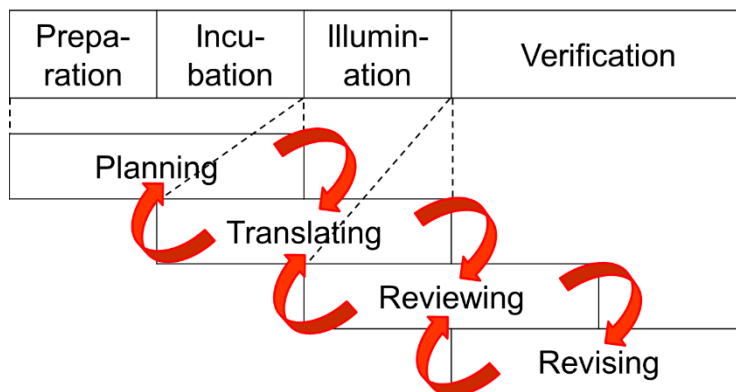 Prepa-
ration
Incu-
bation
Illumin-
ation
Verification
Planning
Translating
Reviewing
Revising